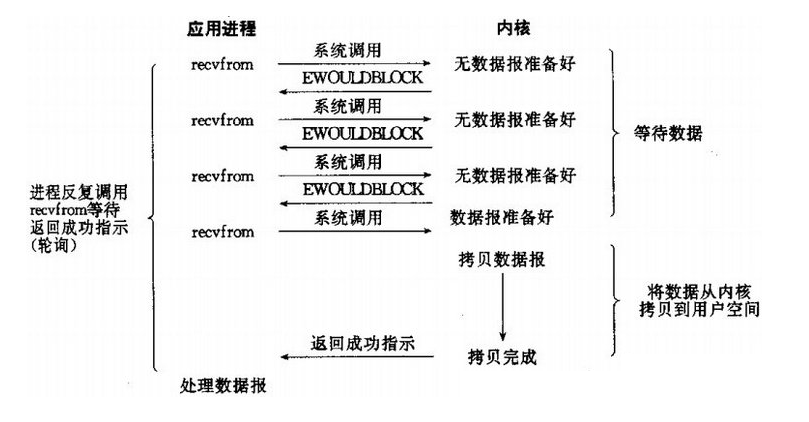 应用进程
内核
系统调用
recvfrom
无数据报准备好
EWOULDBLOCK
系统调用
recvfrom
无数据报准备好
EWOULDBLOCK
等待数据
系统调用
recvfrom
无数据报准备好
EWOULDBLOCK
进程反复调用
recvfrom等待
返回成功指示
(轮询)
系统调用
recvfrom
数据报准备好
拷贝数据报
将数据从内核
拷贝到用户空间
返回成功指示
拷贝完成
处理数据报